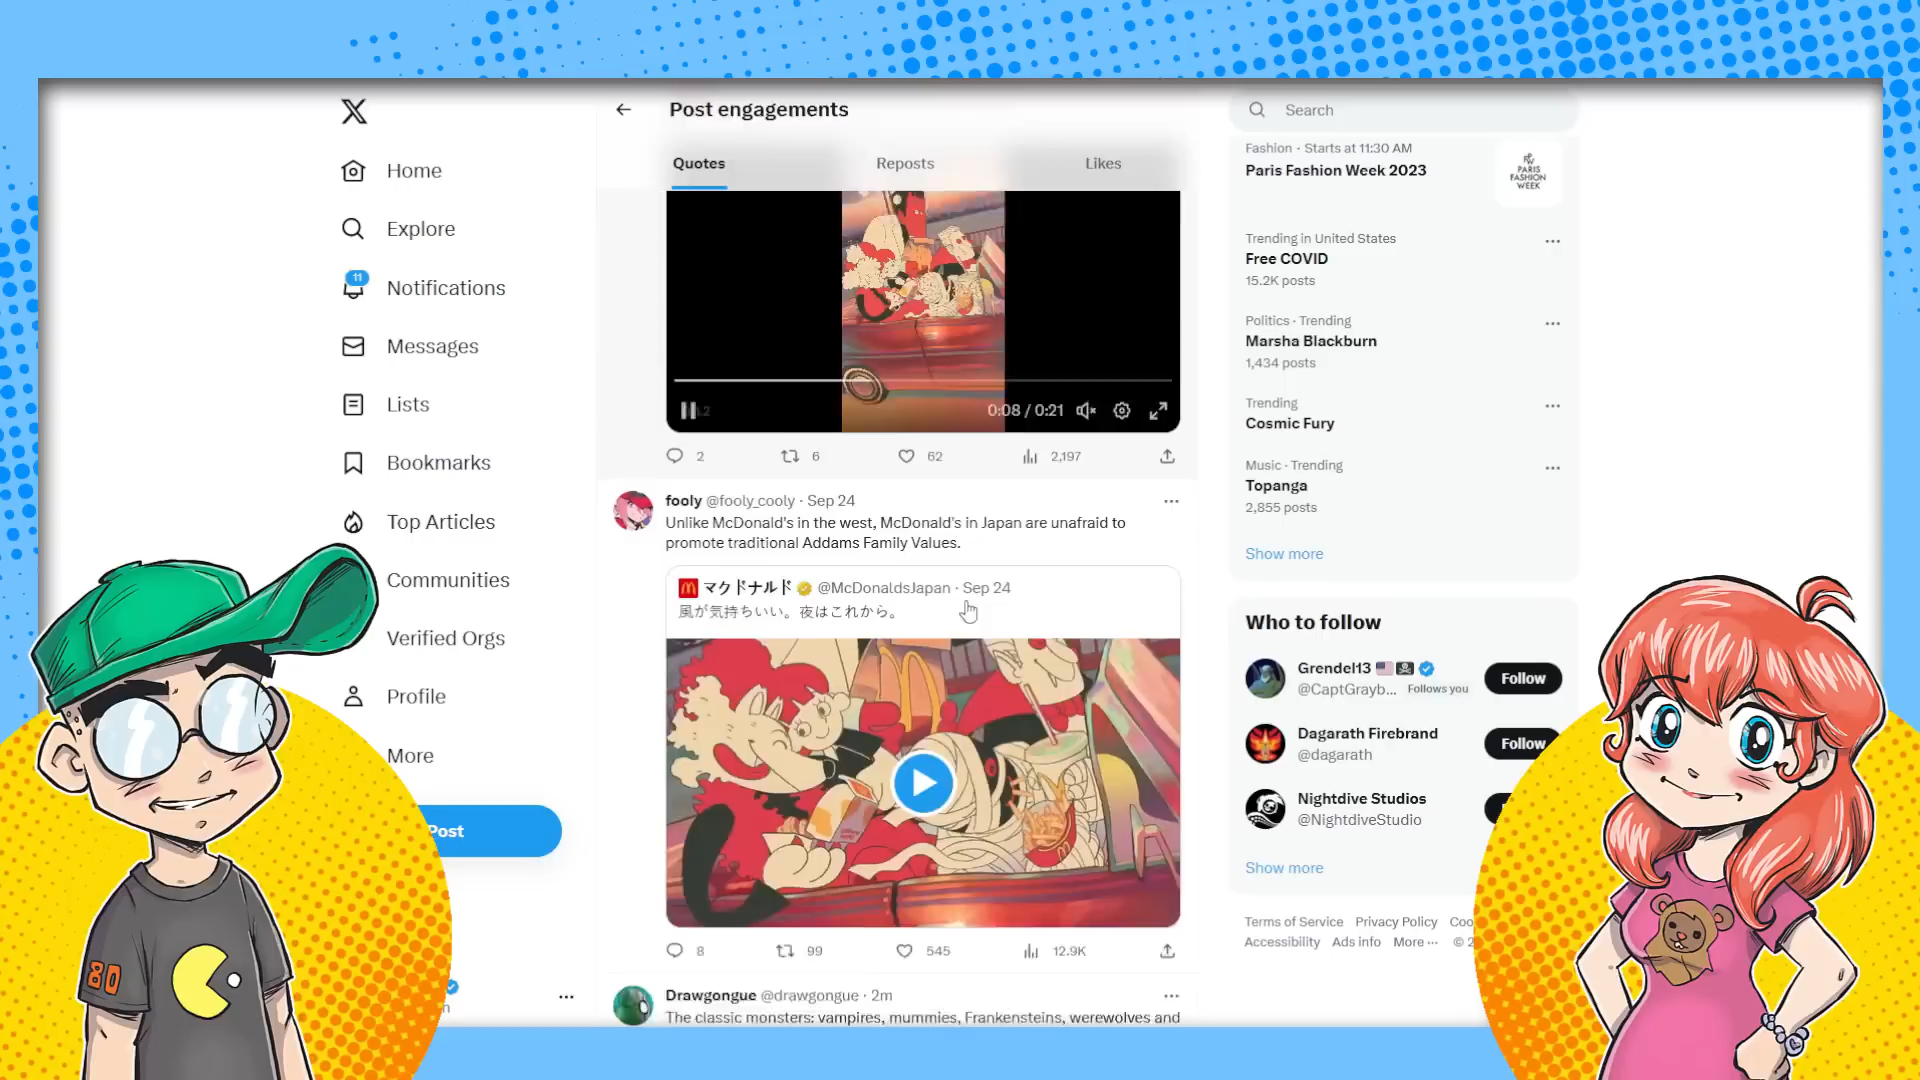 Home
Explore
11
Notifications
Messages
Lists
Bookmarks
Top Articles
Communities
Verified Orgs
Profile
More
Post
Post engagements
Quotes
Reposts
Likes
0:08 / 0:21
2
6
62
2,197
fooly @fooly_cooly · Sep 24
Unlike McDonald's in the west, McDonald's in Japan are unafraid to
promote traditional Addams Family Values.
マクドナルド @McDonaldsJapan · Sep 24
風が気持ちいい。夜はこれから。
8
99
545
12.9K
Drawgongue @drawgongue · 2m
The classic monsters: vampires, mummies, Frankensteins, werewolves and
Search
Fashion · Starts at 11:30 AM
Paris Fashion Week 2023
PARIS
FASHION
WEEK
Trending in United States
Free COVID
15.2K posts
Politics · Trending
Marsha Blackburn
1,434 posts
Trending
Cosmic Fury
Music · Trending
Topanga
2,855 posts
Show more
Who to follow
Grendel13
@CaptGrayb... Follows you
Follow
Dagarath Firebrand
@dagarath
Follow
Nightdive Studios
@NightdiveStudio
Show more
Terms of Service Privacy Policy
Accessibility Ads info More ··· ©
80